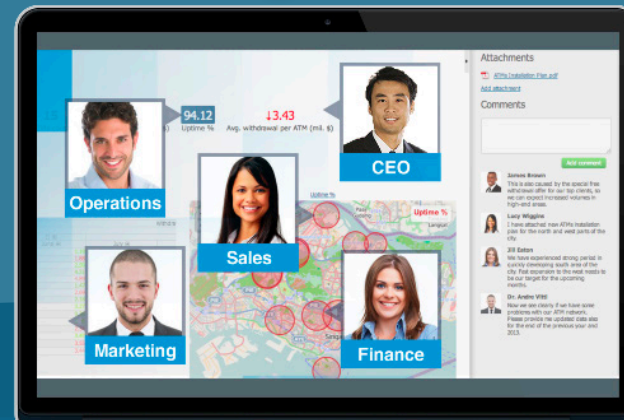 Attachments
ATMs Installation Plan.pdf
Add attachment
Comments
Add comment
James Brown
This is also caused by the special free
withdrawal offer for our top clients, so
we can expect increased volumes in
high-end areas.
Lucy Wiggins
I have attached new ATMs installation
plan for the north and west parts of the
city.
Jill Eaton
We have experienced strong period in
quickly developing south area of the
city. Fast expansion to the west needs to
be our target for the upcoming
months.
Dr. Andre Vitti
Now we see clearly if we have some
problems with our ATM network.
Please provide me updated data also
for the end of the previous year and
2013.
94.12
Uptime %
↓3.43
Avg. withdrawal per ATM (mil. $)
CEO
Operations
Sales
Uptime %
Uptime %
Marketing
Finance